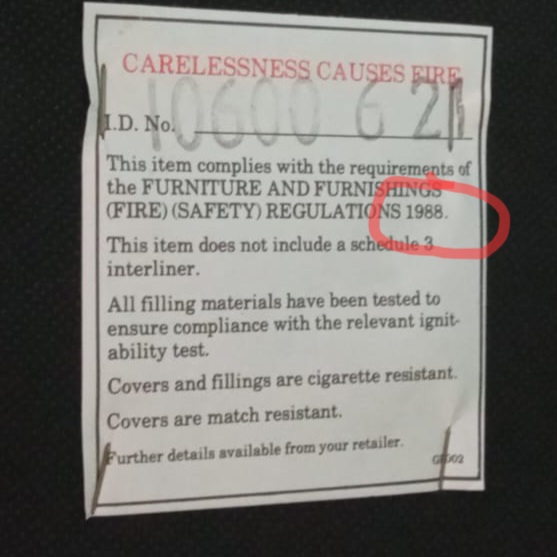 CARELESSNESS CAUSES FIRE
I.D. No.
This item complies with the requirements of
the FURNITURE AND FURNISHINGS
(FIRE) (SAFETY) REGULATIONS 1988.
This item does not include a schedule 3
interliner.
All filling materials have been tested to
ensure compliance with the relevant ignit-
ability test.
Covers and fillings are cigarette resistant.
Covers are match resistant.
Further details available from your retailer.